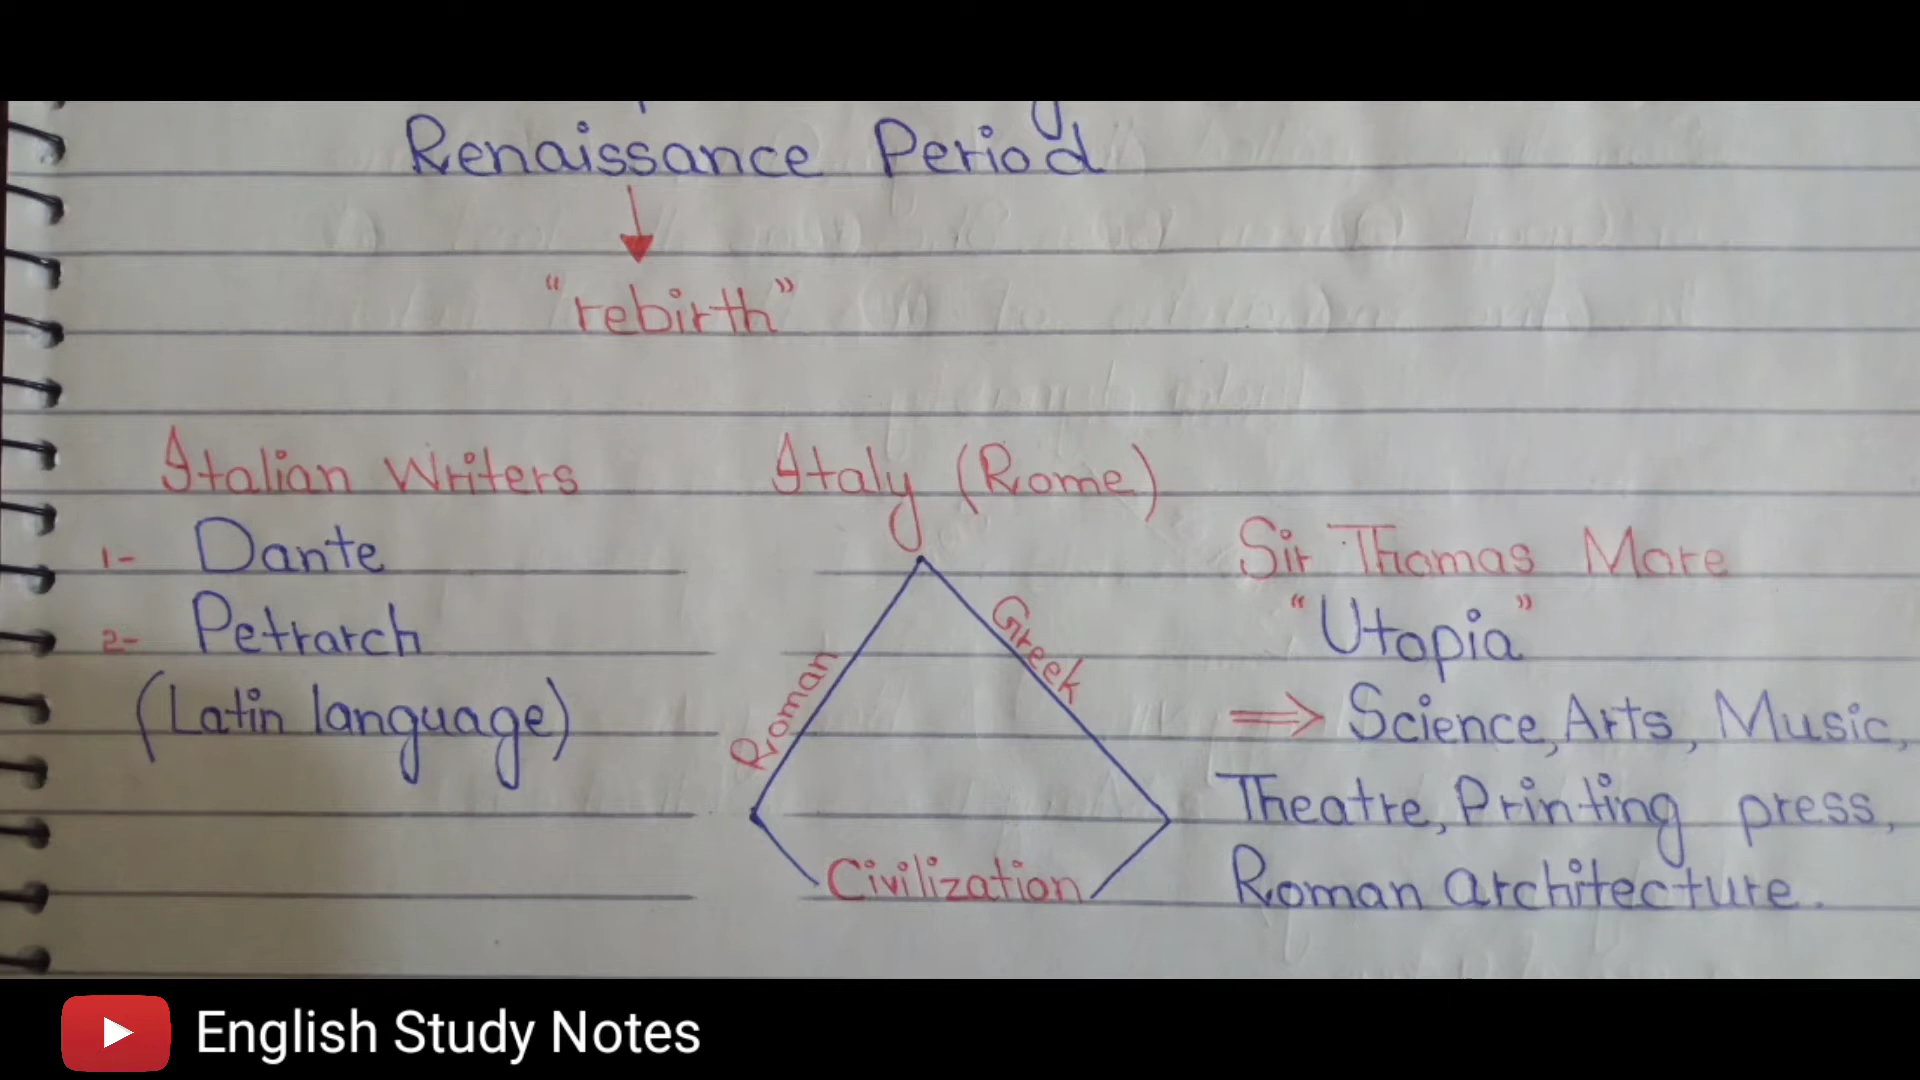 Renaissance Period
"rebirth"
Italian Writers
1- Dante
2- Petrarch
(Latin language)
Italy (Rome)
Roman
Greek
Civilization
Sir Thomas More
"Utopia"
⇒ Science, Arts, Music,
Theatre, Printing press,
Roman architecture.
English Study Notes